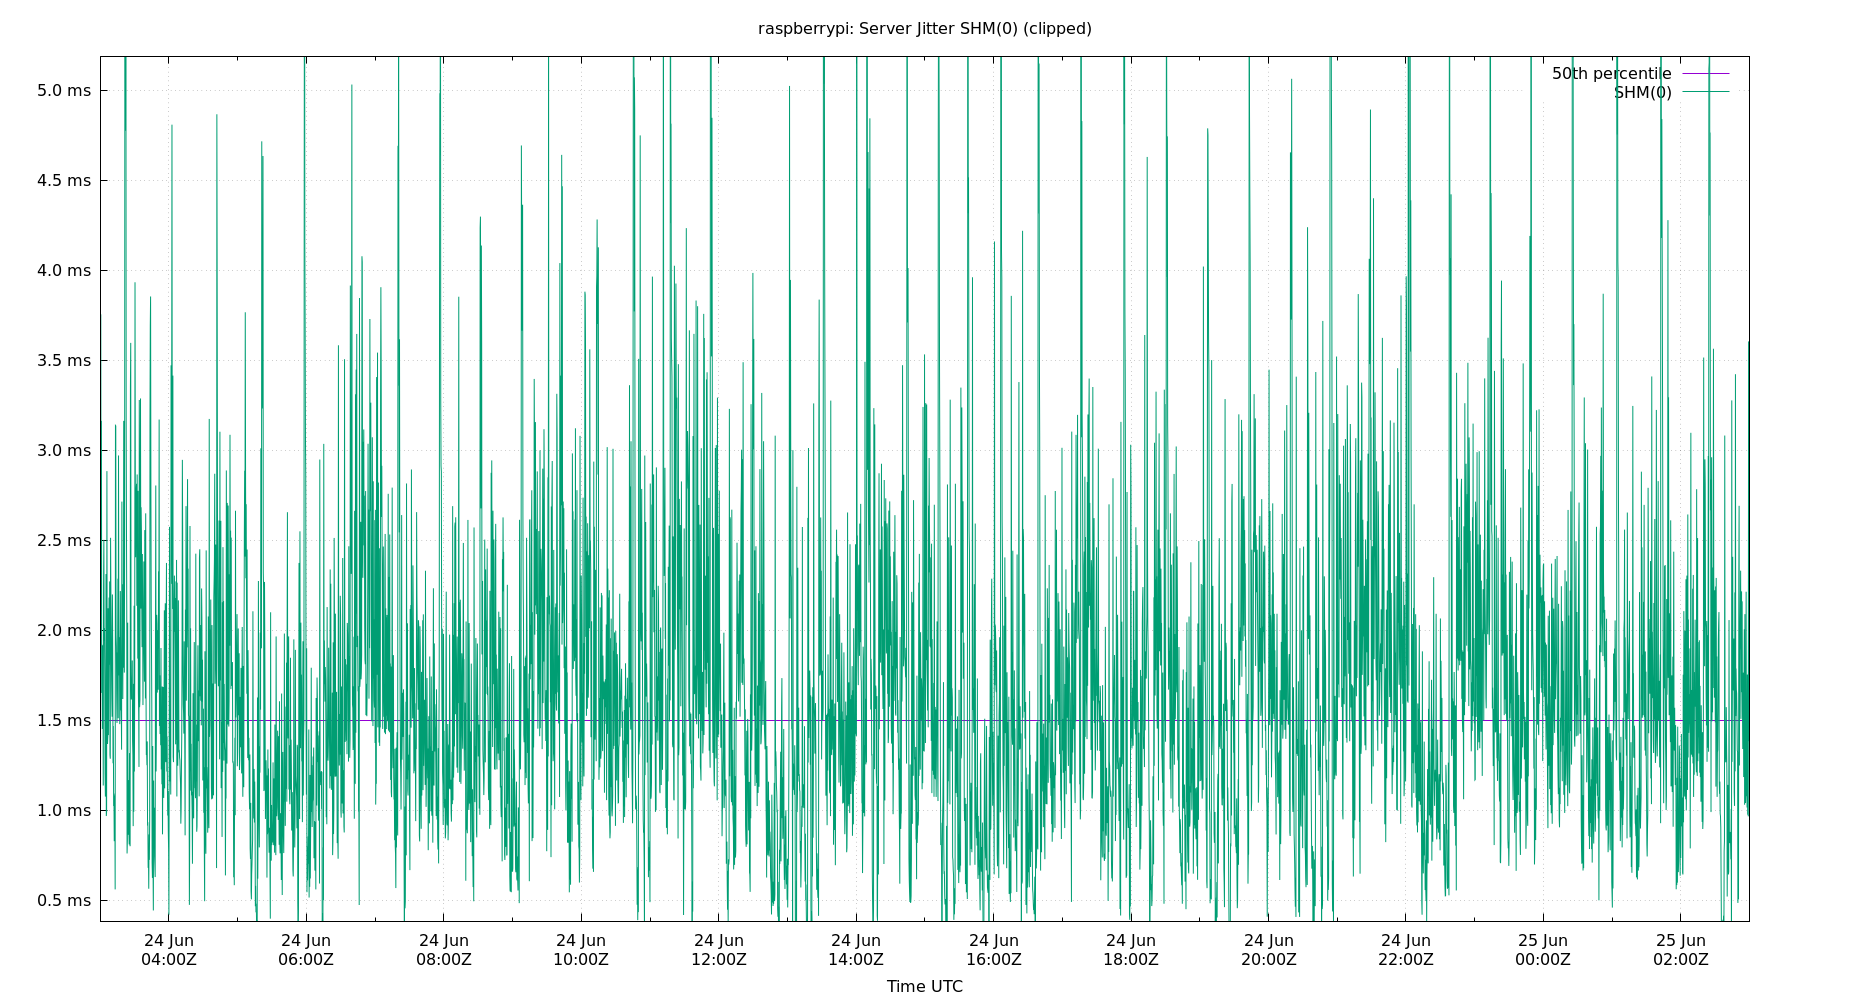 raspberrypi: Server Jitter SHM(0) (clipped)
50th percentile
SHM(0)
5.0 ms
4.5 ms
4.0 ms
3.5 ms
3.0 ms
2.5 ms
2.0 ms
1.5 ms
1.0 ms
0.5 ms
24 Jun 24 Jun 24 Jun 24 Jun 24 Jun 24 Jun 24 Jun 24 Jun 24 Jun 24 Jun 25 Jun 25 Jun
04:00Z 06:00Z 08:00Z 10:00Z 12:00Z 14:00Z 16:00Z 18:00Z 20:00Z 22:00Z 00:00Z 02:00Z
Time UTC